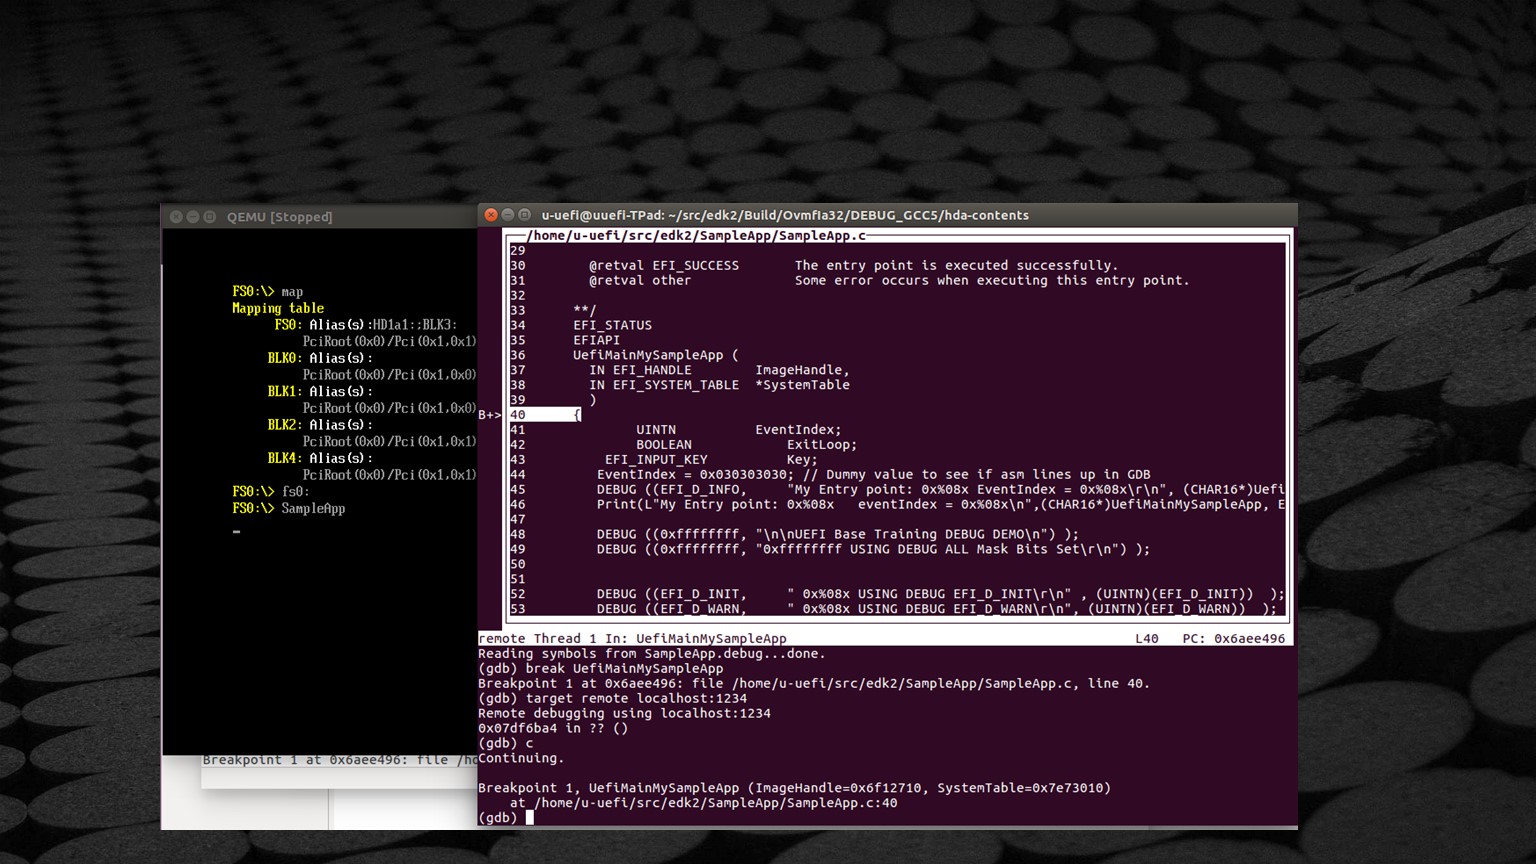 QEMU [Stopped]
FS0:\> map
Mapping table
FS0: Alias(s):HD1a1:;BLK3:
PciRoot(0x0)/Pci(0x1,0x1)
BLK0: Alias(s):
PciRoot(0x0)/Pci(0x1,0x0)
BLK1: Alias(s):
PciRoot(0x0)/Pci(0x1,0x0)
BLK2: Alias(s):
PciRoot(0x0)/Pci(0x1,0x1)
BLK4: Alias(s):
PciRoot(0x0)/Pci(0x1,0x1)
FS0:\> fs0:
FS0:\> SampleApp
_
Breakpoint 1 at 0x6aee496: file /ho
u-uefi@uuefi-TPad: ~/src/edk2/Build/OvmfIa32/DEBUG_GCC5/hda-contents
/home/u-uefi/src/edk2/SampleApp/SampleApp.c
29
30 @retval EFI_SUCCESS The entry point is executed successfully.
31 @retval other Some error occurs when executing this entry point.
32
33 **/
34 EFI_STATUS
35 EFIAPI
36 UefiMainMySampleApp (
37 IN EFI_HANDLE ImageHandle,
38 IN EFI_SYSTEM_TABLE *SystemTable
39 )
B+> 40 {
41 UINTN EventIndex;
42 BOOLEAN ExitLoop;
43 EFI_INPUT_KEY Key;
44 EventIndex = 0x030303030; // Dummy value to see if asm lines up in GDB
45 DEBUG ((EFI_D_INFO, "My Entry point: 0x%08x EventIndex = 0x%08x\r\n", (CHAR16*)Uefi
46 Print(L"My Entry point: 0x%08x eventIndex = 0x%08x\n",(CHAR16*)UefiMainMySampleApp, E
47
48 DEBUG ((0xffffffff, "\n\nUEFI Base Training DEBUG DEMO\n") );
49 DEBUG ((0xffffffff, "0xffffffff USING DEBUG ALL Mask Bits Set\r\n") );
50
51
52 DEBUG ((EFI_D_INIT, " 0x%08x USING DEBUG EFI_D_INIT\r\n" , (UINTN)(EFI_D_INIT)) );
53 DEBUG ((EFI_D_WARN, " 0x%08x USING DEBUG EFI_D_WARN\r\n", (UINTN)(EFI_D_WARN)) );
remote Thread 1 In: UefiMainMySampleApp L40 PC: 0x6aee496
Reading symbols from SampleApp.debug...done.
(gdb) break UefiMainMySampleApp
Breakpoint 1 at 0x6aee496: file /home/u-uefi/src/edk2/SampleApp/SampleApp.c, line 40.
(gdb) target remote localhost:1234
Remote debugging using localhost:1234
0x07df6ba4 in ?? ()
(gdb) c
Continuing.
Breakpoint 1, UefiMainMySampleApp (ImageHandle=0x6f12710, SystemTable=0x7e73010)
at /home/u-uefi/src/edk2/SampleApp/SampleApp.c:40
(gdb)